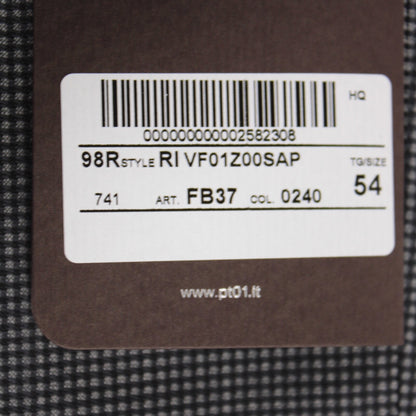 HQ
000000000002582308
98R STYLE RI VF01Z00SAP TG/SIZE
741 ART. FB37 COL. 0240 54
www.pt01.it